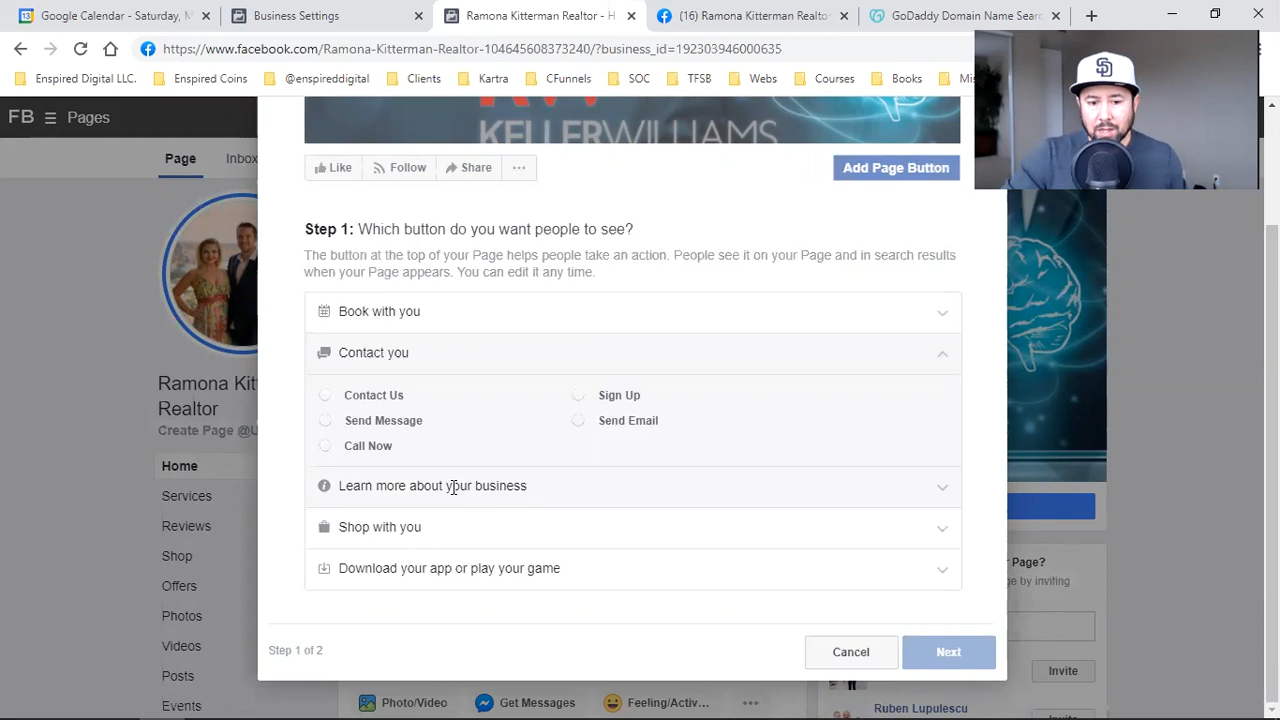 Google Calendar - Saturday, M
Business Settings
Ramona Kitterman Realtor - H
(16) Ramona Kitterman Realto
GoDaddy Domain Name Sear
https://www.facebook.com/Ramona-Kitterman-Realtor-104645608373240/?business_id=192303946000635
Enspired Digital LLC.
Enspired Coins
@enspireddigital
Clients
Kartra
CFunnels
SOC
TFSB
Webs
Courses
Books
Mis
FB
Pages
KELLERWILLIAMS
Page
Inbox
Like
Follow
Share
Add Page Button
Step 1: Which button do you want people to see?
The button at the top of your Page helps people take an action. People see it on your Page and in search results
when your Page appears. You can edit it any time.
Book with you
Contact you
Contact Us
Sign Up
Send Message
Send Email
Call Now
Learn more about your business
Shop with you
Download your app or play your game
Step 1 of 2
Cancel
Next
Ramona Kit
Realtor
Create Page @U
Home
Services
Reviews
Shop
Offers
Photos
Videos
Posts
Events
Photo/Video
Get Messages
Feeling/Activ...
r Page?
ge by inviting
Invite
Invite
Ruben Lupulescu